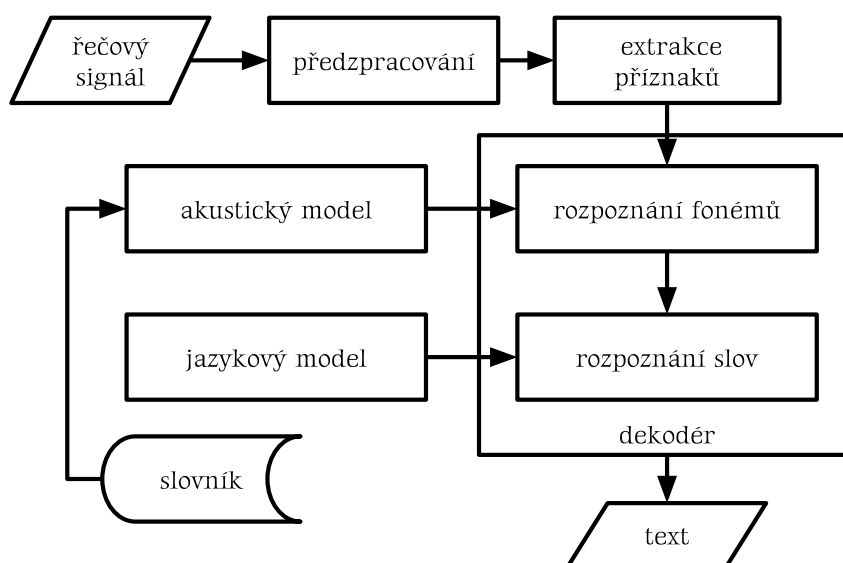 řečový
signál
předzpracování
extrakce
příznaků
akustický model
rozpoznání fonémů
jazykový model
rozpoznání slov
dekodér
slovník
text